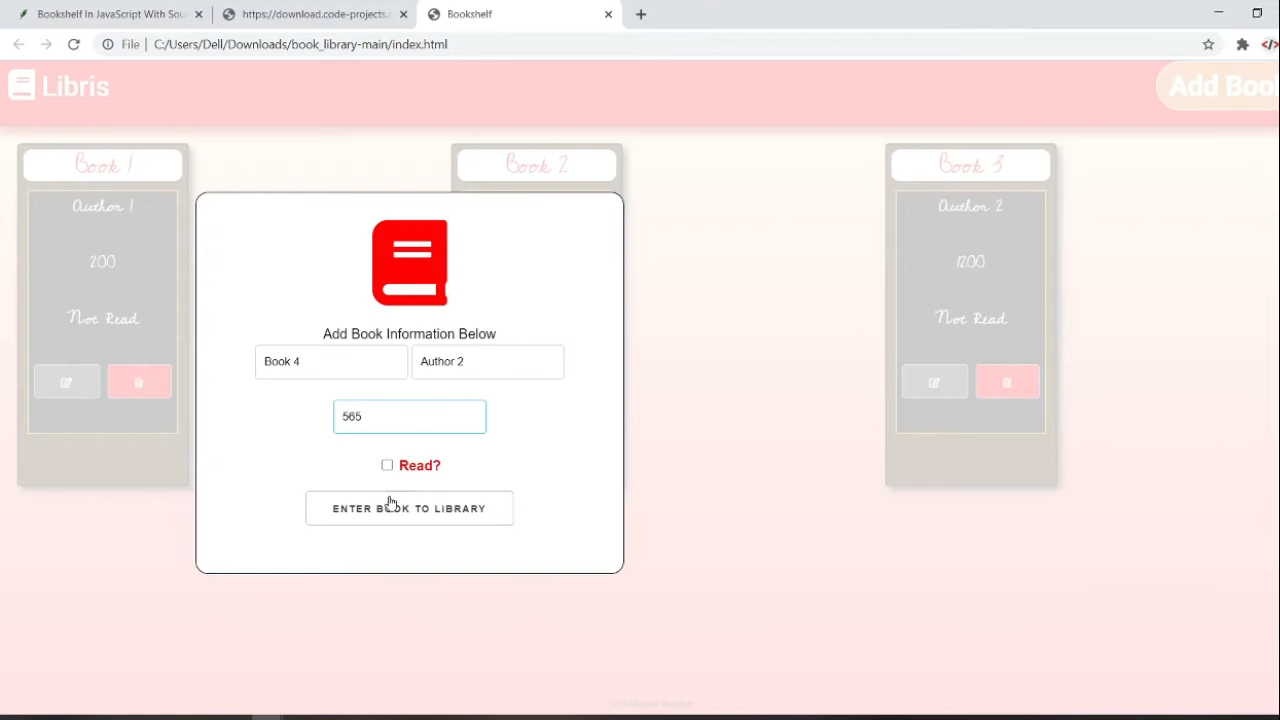 Bookshelf In JavaScript With Sou
https://download.code-projects.
Bookshelf
File
C:/Users/Dell/Downloads/book_library-main/index.html
Libris
Add Boo
Book 1
Book 2
Book 3
Author 1
200
Not Read
Author 2
1200
Not Read
Add Book Information Below
Book 4
Author 2
565
Read?
ENTER BOOK TO LIBRARY